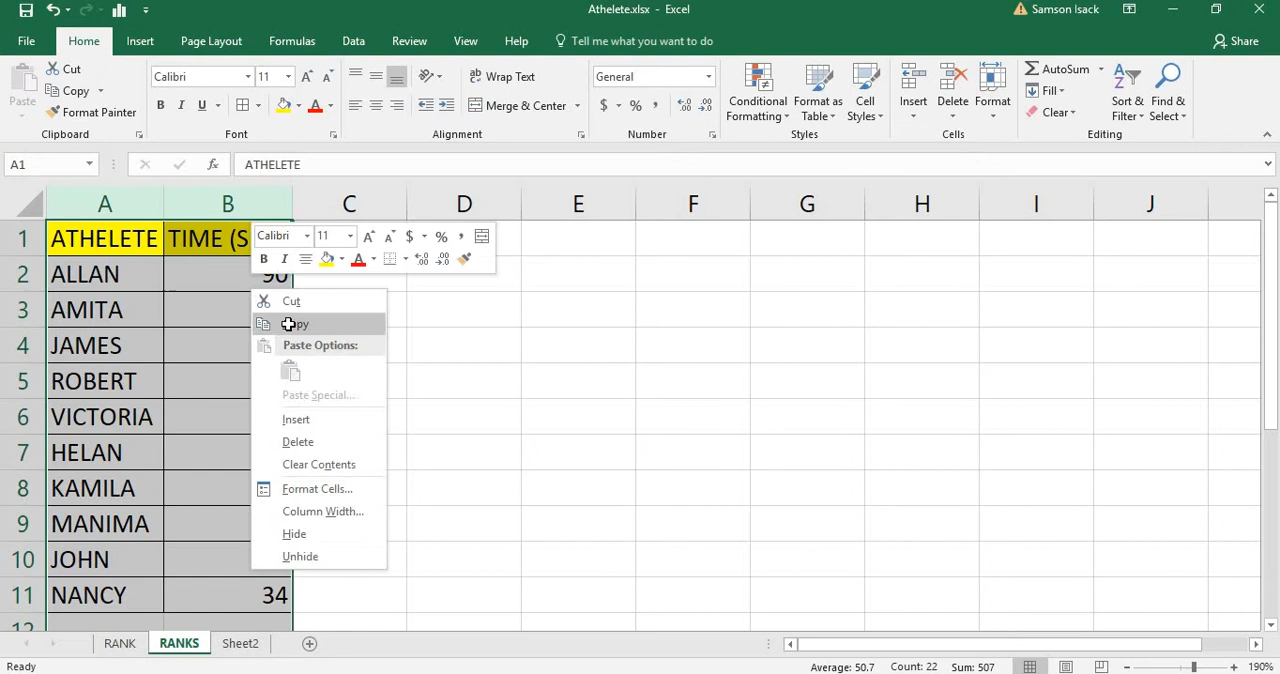 Athelete.xlsx - Excel
Samson Isack
File Home Insert Page Layout Formulas Data Review View Help Tell me what you want to do Share
Paste
Cut
Copy
Format Painter
Clipboard
Calibri 11
B I U
Font
Wrap Text
Merge & Center
Alignment
General
$ % ,
Number
Conditional Formatting
Format as Table
Cell Styles
Styles
Insert Delete Format
Cells
AutoSum
Fill
Clear
Sort & Filter
Find & Select
Editing
A1 fx ATHELETE
A B C D E F G H I J
1 ATHELETE TIME (S
2 ALLAN 90
3 AMITA
4 JAMES
5 ROBERT
6 VICTORIA
7 HELAN
8 KAMILA
9 MANIMA
10 JOHN
11 NANCY 34
12
Calibri 11 $ % ,
B I A
Cut
Paste Options:
Paste Special...
Insert
Delete
Clear Contents
Format Cells...
Column Width...
Hide
Unhide
RANK RANKS Sheet2
Ready Average: 50.7 Count: 22 Sum: 507 190%